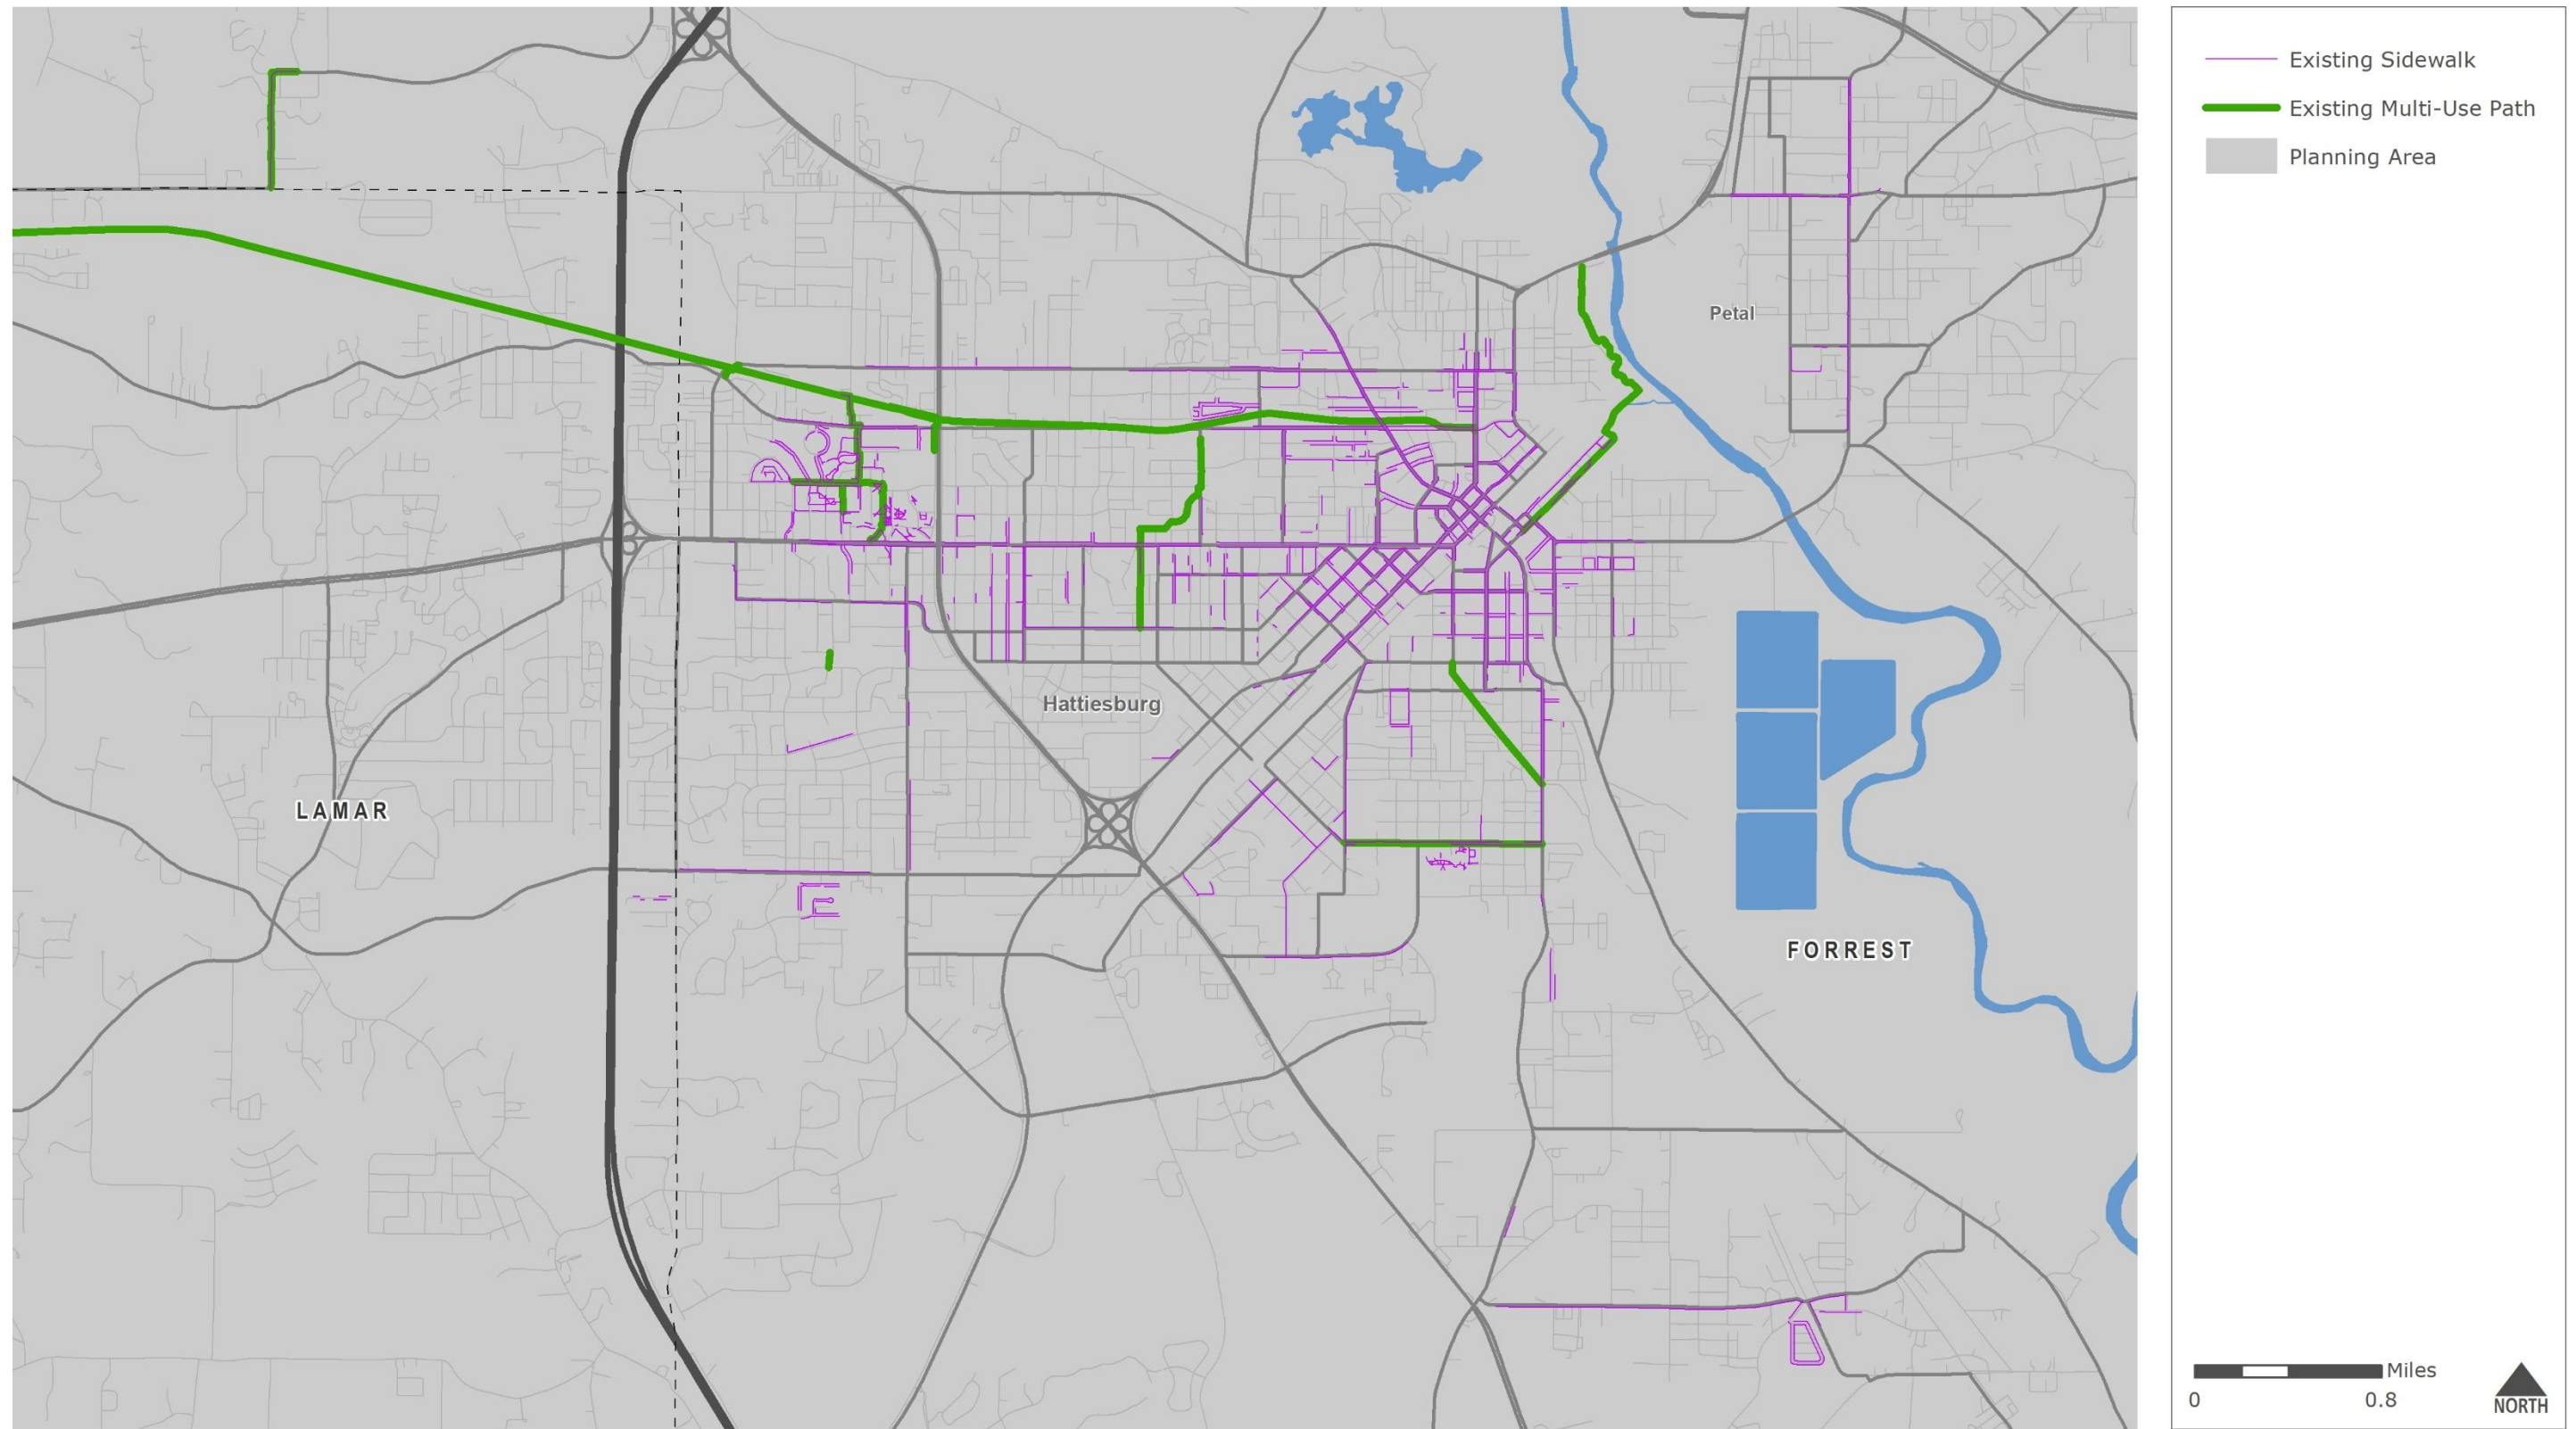 Existing Sidewalk
Existing Multi-Use Path
Planning Area
Petal
Hattiesburg
LAMAR
FORREST
Miles
0 0.8
NORTH